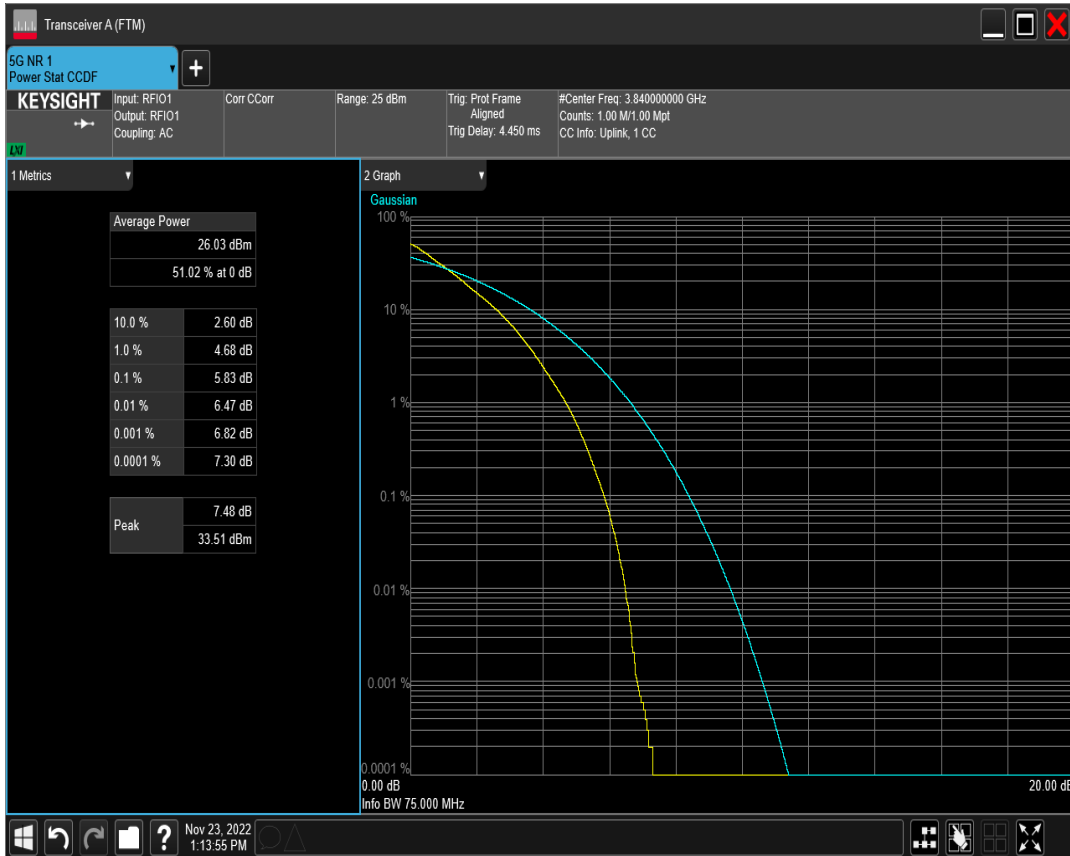 Transceiver A (FTM)
5G NR 1
Power Stat CCDF
+
KEYSIGHT
LXI
Input: RFIO1
Output: RFIO1
Coupling: AC
Corr CCorr
Range: 25 dBm
Trig: Prot Frame
Aligned
Trig Delay: 4.450 ms
#Center Freq: 3.840000000 GHz
Counts: 1.00 M/1.00 Mpt
CC Info: Uplink, 1 CC
1 Metrics
Average Power
26.03 dBm
51.02 % at 0 dB
10.0 % 2.60 dB
1.0 % 4.68 dB
0.1 % 5.83 dB
0.01 % 6.47 dB
0.001 % 6.82 dB
0.0001 % 7.30 dB
Peak 7.48 dB
33.51 dBm
2 Graph
Gaussian
100 %
10 %
1 %
0.1 %
0.01 %
0.001 %
0.0001 %
0.00 dB 20.00 dB
Info BW 75.000 MHz
? Nov 23, 2022
1:13:55 PM